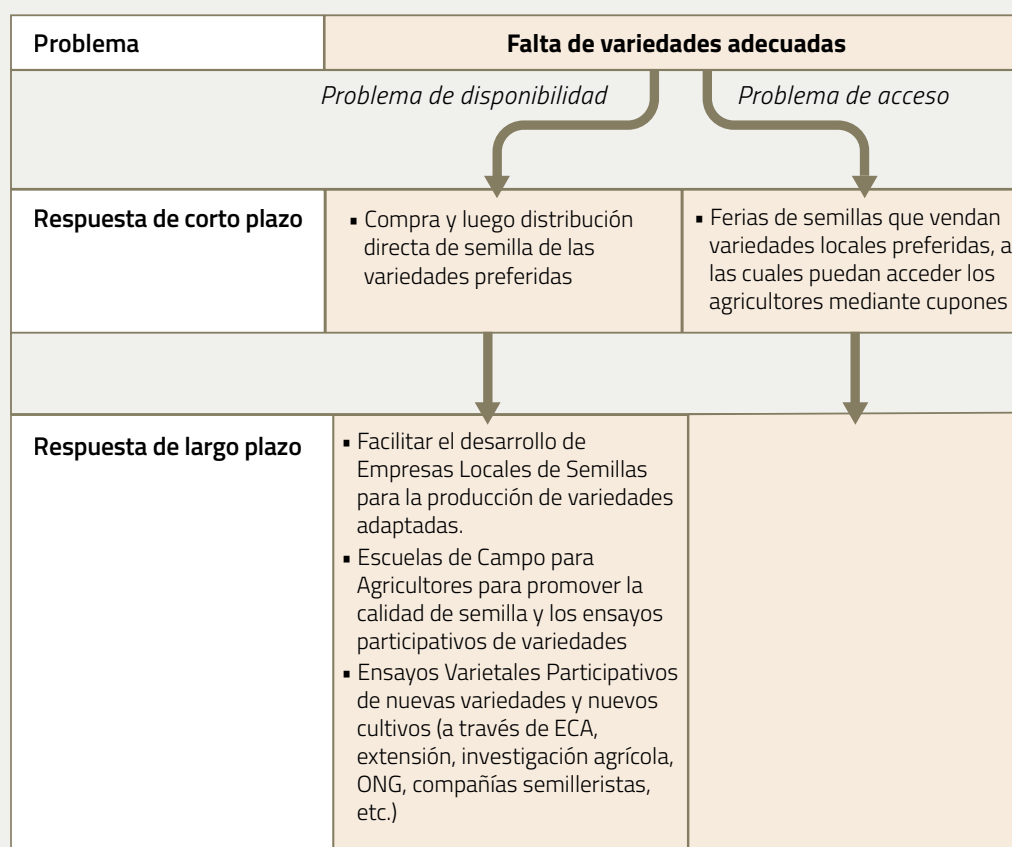 Problema
Falta de variedades adecuadas
Problema de disponibilidad
Problema de acceso
Respuesta de corto plazo
▪ Compra y luego distribución
directa de semilla de las
variedades preferidas
▪ Ferias de semillas que vendan
variedades locales preferidas, a
las cuales puedan acceder los
agricultores mediante cupones
Respuesta de largo plazo
▪ Facilitar el desarrollo de
Empresas Locales de Semillas
para la producción de variedades
adaptadas.
▪ Escuelas de Campo para
Agricultores para promover la
calidad de semilla y los ensayos
participativos de variedades
▪ Ensayos Varietales Participativos
de nuevas variedades y nuevos
cultivos (a través de ECA,
extensión, investigación agrícola,
ONG, compañías semilleristas,
etc.)